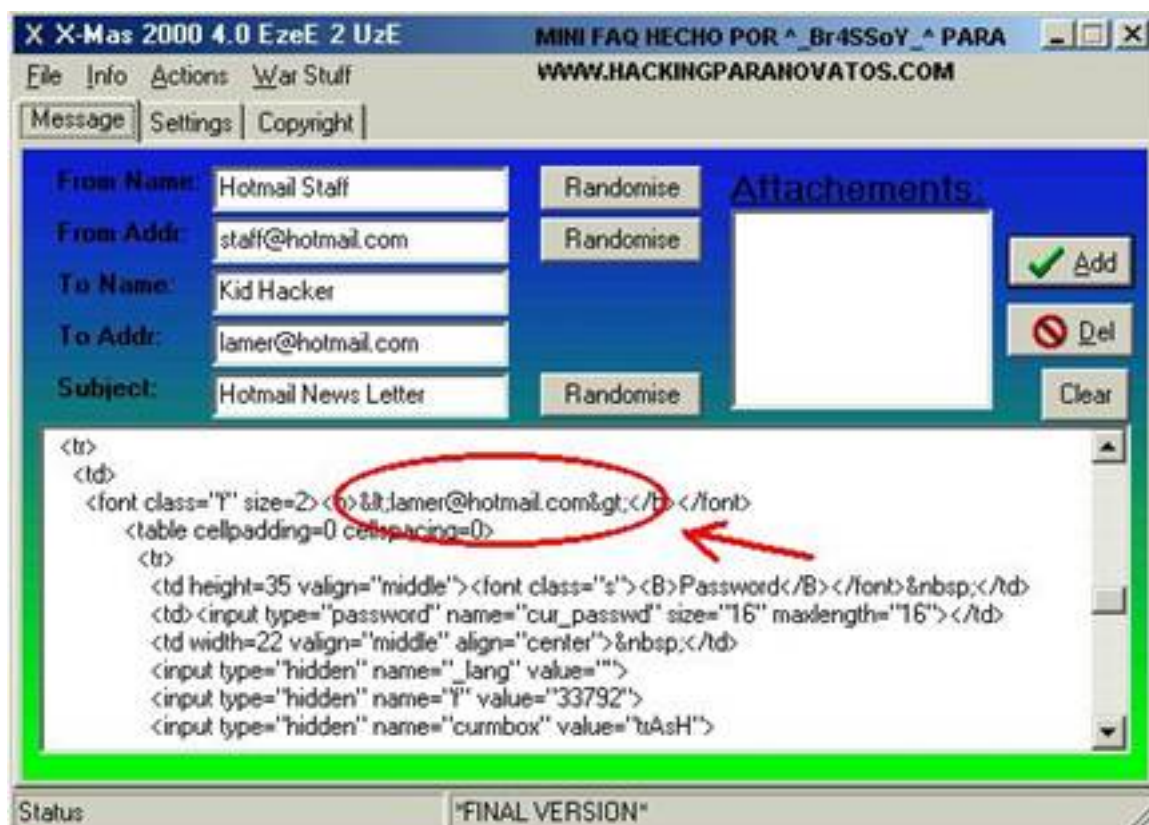 X X-Mas 2000 4.0 EzeE 2 UzE MINI FAQ HECHO POR ^_Br4SSoY_^ PARA
File Info Actions War Stuff WWW.HACKINGPARANOVATOS.COM
Message Settings Copyright
From Name: Hotmail Staff Randomise Attachements:
From Addr: staff@hotmail.com Randomise
Add
To Name: Kid Hacker
To Addr: lamer@hotmail.com Del
Subject: Hotmail News Letter Randomise Clear
<tr>
<td>
<font class="f" size=2><b>&lt;lamer@hotmail.com&gt;</b></font>
<table cellpadding=0 cellspacing=0>
<tr>
<td height=35 valign="middle"><font class="s"><B>Password</B></font>&nbsp;</td>
<td><input type="password" name="cur_passwd" size="16" maxlength="16"></td>
<td width=22 valign="middle" align="center">&nbsp;</td>
<input type="hidden" name="_lang" value="">
<input type="hidden" name="f" value="33792">
<input type="hidden" name="curmbox" value="trAsH">
Status *FINAL VERSION*